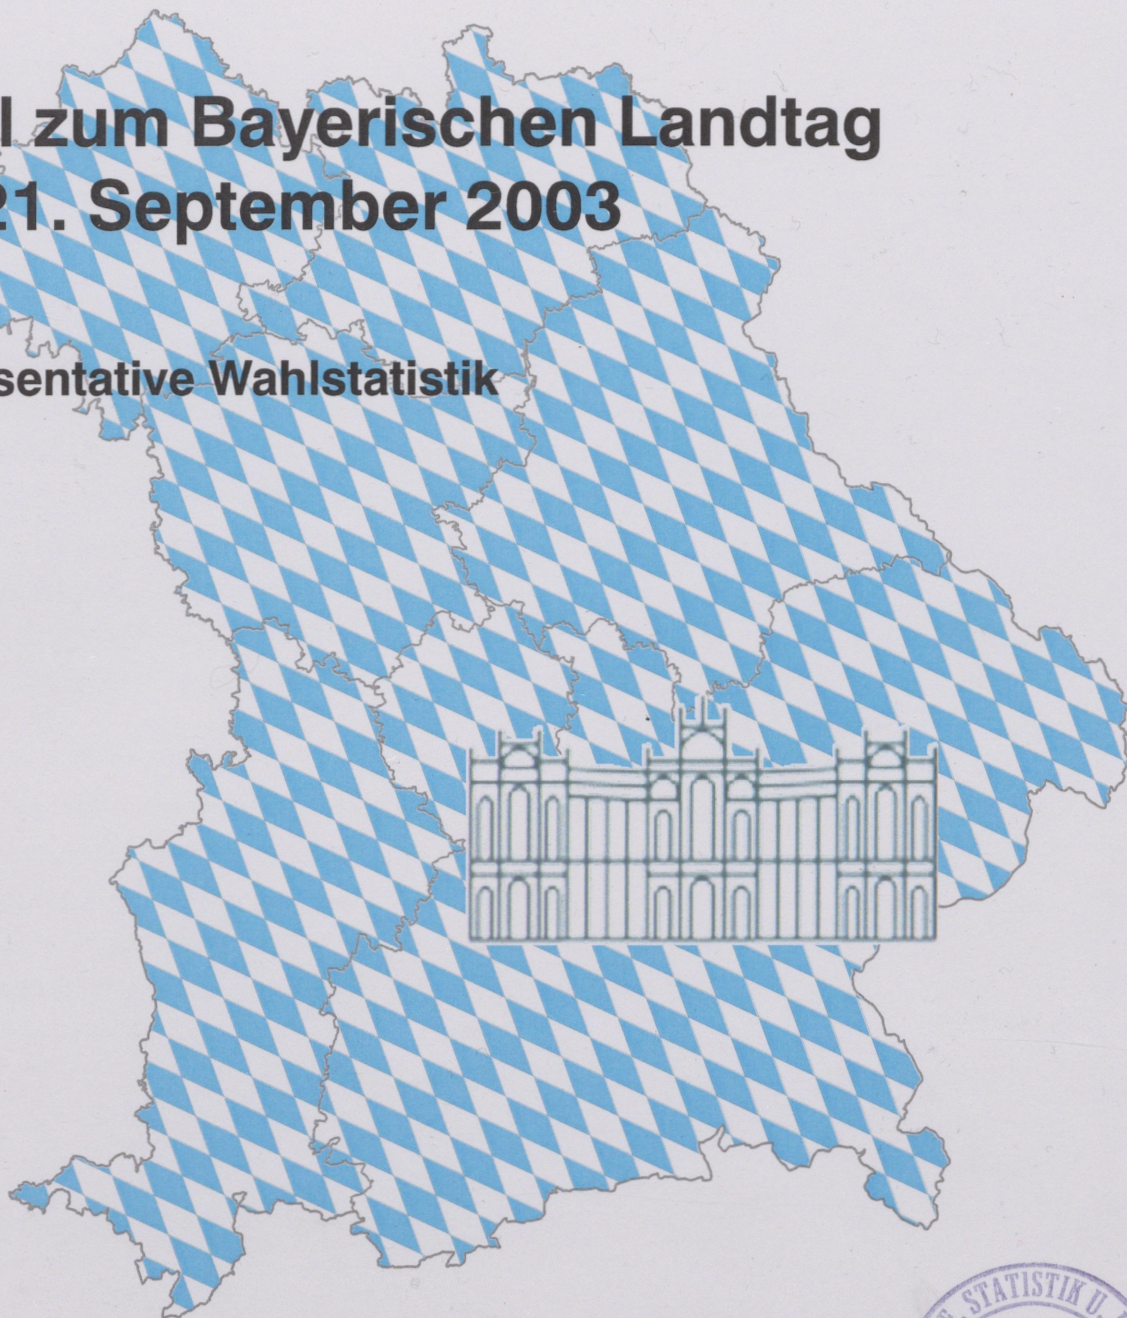 l zum Bayerischen Landtag
21. September 2003
sentative Wahlstatistik
STATISTIK U.